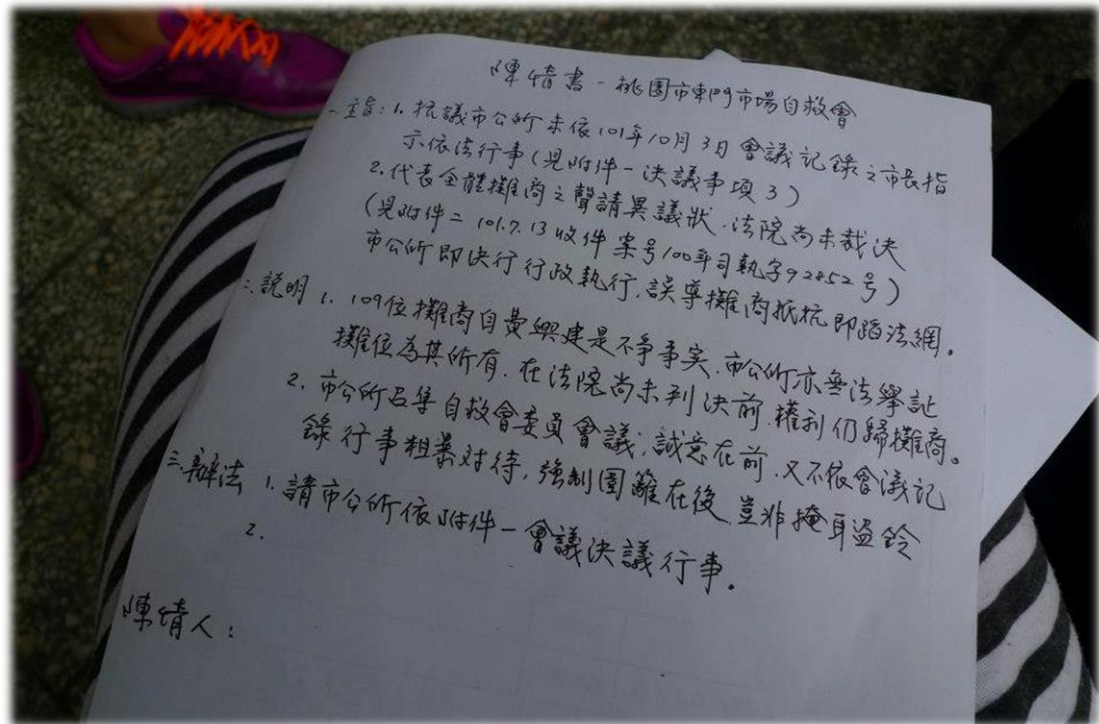 陳情書-桃園市東門市場自救會
一.主旨:1.抗議市公所未依101年10月3日會議記錄之市長指
示依法行事(見附件一決議事項3)
2.代表全體攤商之聲請異議狀.法院尚未裁決
(見附件二101.7.13收件案号100年司執字92852号)
市公所即決行行政執行.誤導攤商抵抗即蹈法網。
二.說明1.109位攤商自費興建是不爭事实.市公所亦無法舉証
攤位為其所有.在法院尚未判決前.權利仍歸攤商。
2.市公所召集自救會委員會議.誠意在前.又不依會議記
錄行事粗暴对待,強制圍籬在後豈非掩耳盜鈴
三.辦法1.請市公所依附件一會議決議行事。
2.
陳情人: